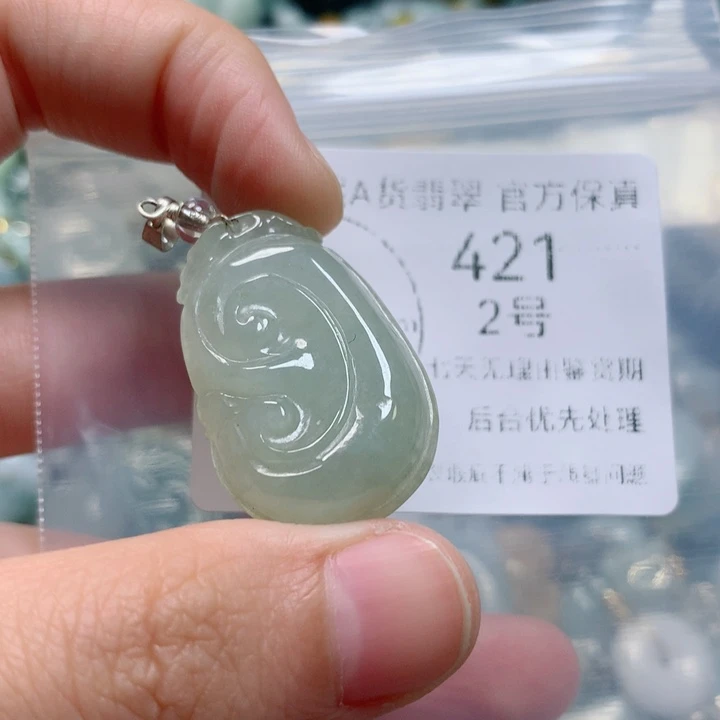 A货翡翠 官方保真
421
2号
七天无理由鉴赏期
后台优先处理